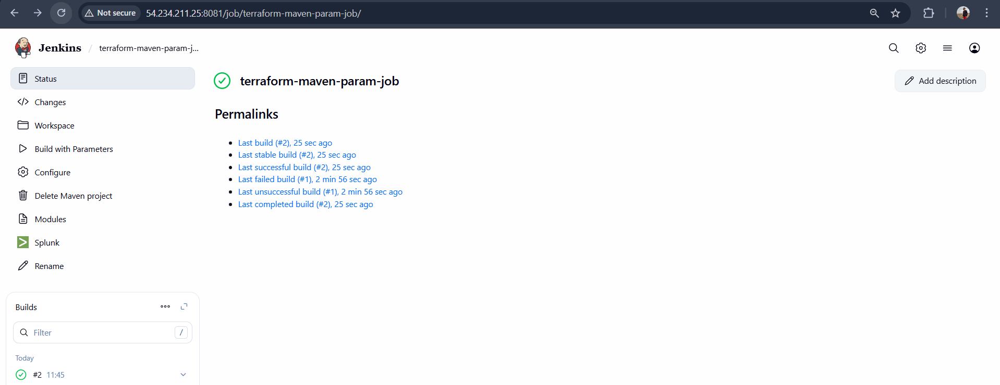 Not secure 54.234.211.25:8081/job/terraform-maven-param-job/
Jenkins / terraform-maven-param-j...
Status
terraform-maven-param-job
Add description
Changes
Permalinks
Workspace
Build with Parameters
Configure
Delete Maven project
Modules
Splunk
Rename
Last build (#2), 25 sec ago
Last stable build (#2), 25 sec ago
Last successful build (#2), 25 sec ago
Last failed build (#1), 2 min 56 sec ago
Last unsuccessful build (#1), 2 min 56 sec ago
Last completed build (#2), 25 sec ago
Builds
Filter /
Today
#2 11:45